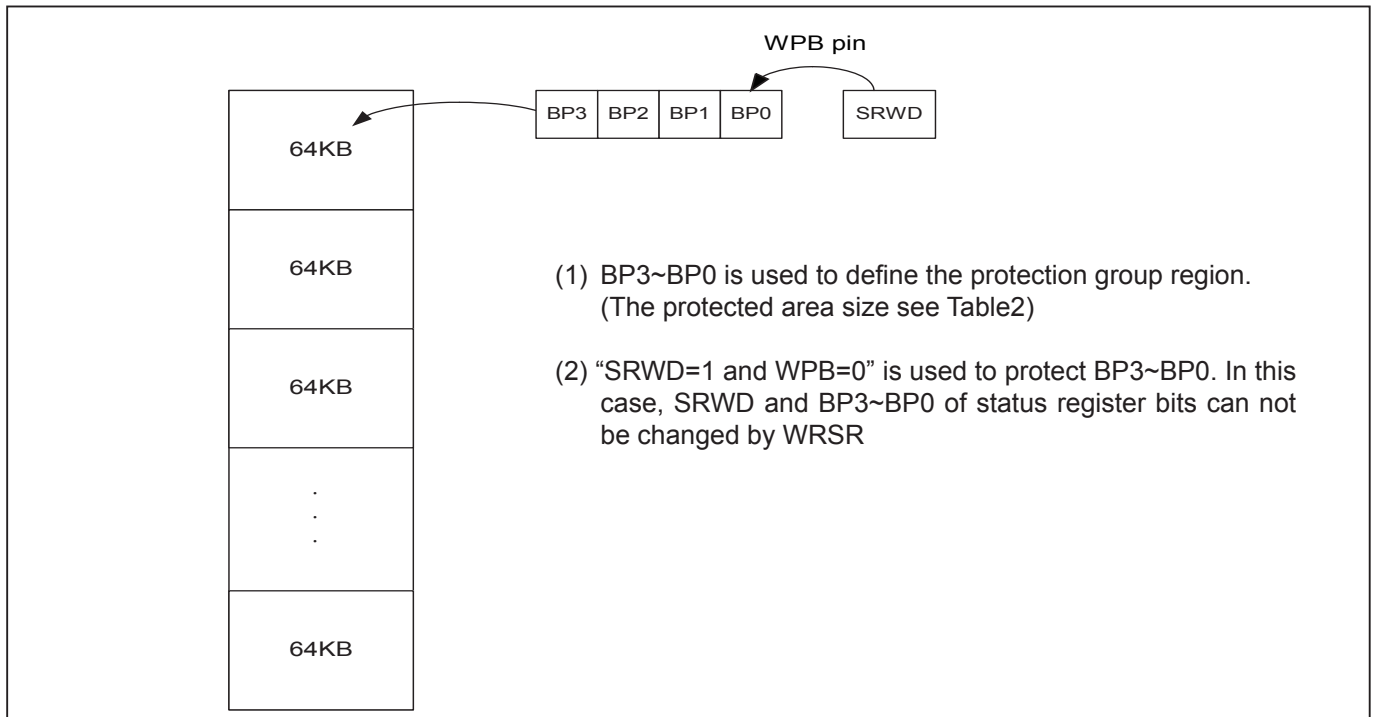 WPB pin
BP3 BP2 BP1 BP0 SRWD
64KB
64KB
(1) BP3~BP0 is used to define the protection group region.
(The protected area size see Table2)
64KB
(2) “SRWD=1 and WPB=0” is used to protect BP3~BP0. In this
case, SRWD and BP3~BP0 of status register bits can not
be changed by WRSR
.
.
.
64KB